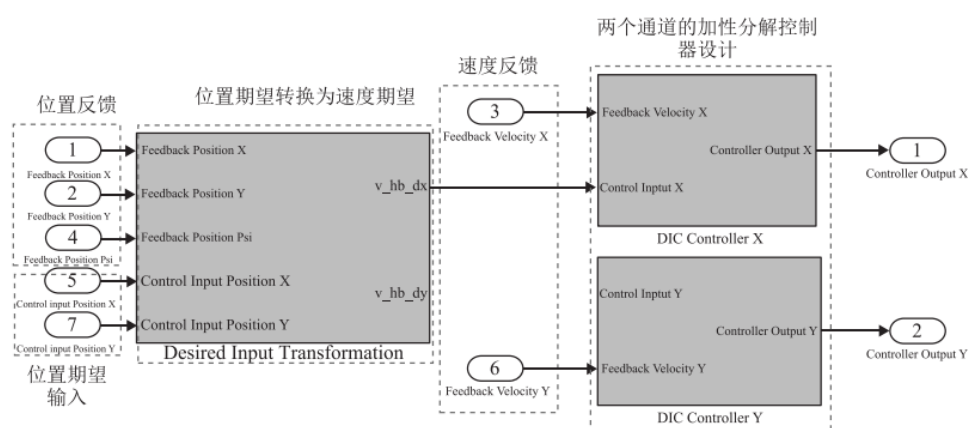 两个通道的加性分解控制
器设计
速度反馈
位置期望转换为速度期望
位置反馈
1
Feedback Position X
2
Feedback Position Y
4
Feedback Position Psi
5
Control input Position X
7
Control input Position Y
位置期望
输入
Feedback Position X
Feedback Position Y
Feedback Position Psi
Control Input Position X
Control Input Position Y
v_hb_dx
v_hb_dy
Desired Input Transformation
3
Feedback Velocity X
6
Feedback Velocity Y
Feedback Velocity X
Control Input X
Controller Output X
DIC Controller X
Control Intput Y
Feedback Velocity Y
Controller Output Y
DIC Controller Y
1
Controller Output X
2
Controller Output Y